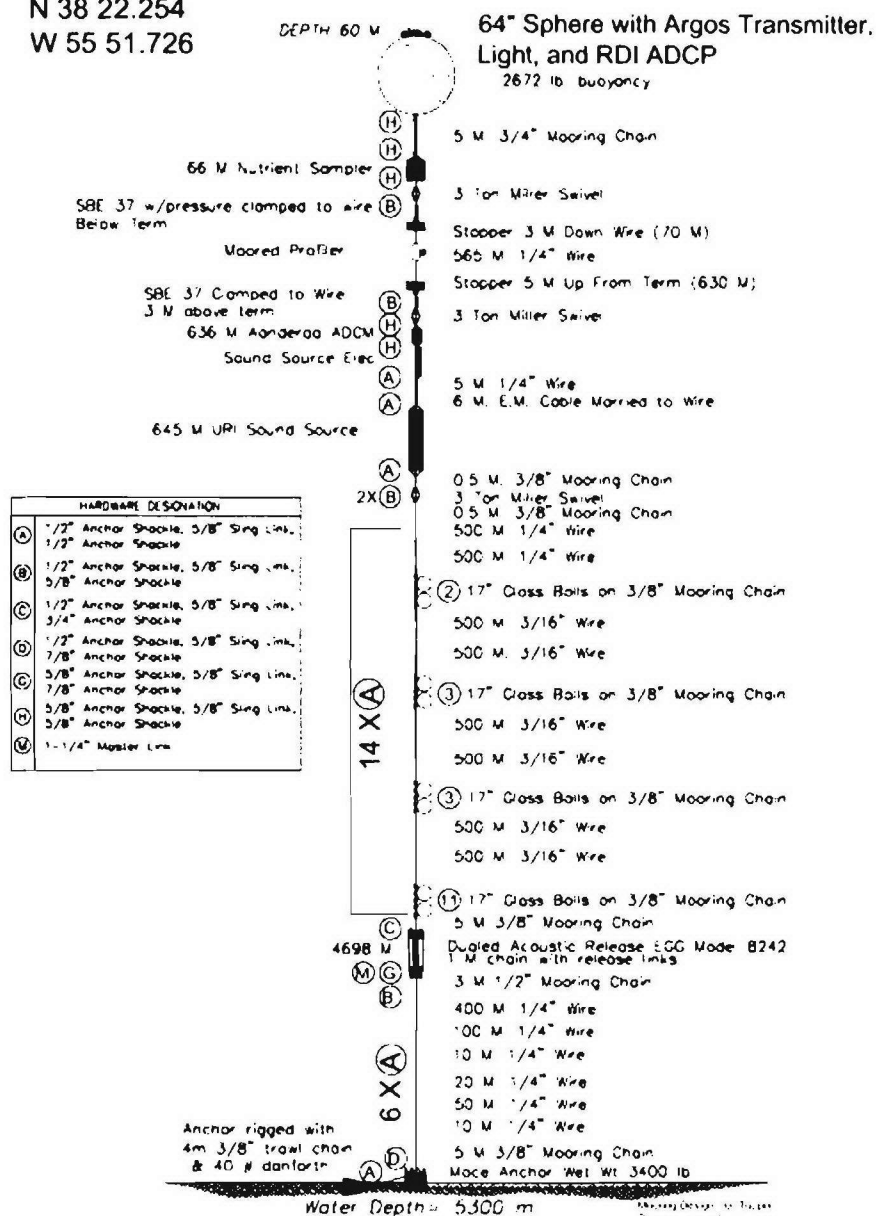 N 38 22.254
W 55 51.726
DEPTH 60 M
64" Sphere with Argos Transmitter,
Light, and RDI ADCP
2672 lb buoyancy
H
5 M 3/4" Mooring Chain
H
66 M Nutrient Sampler
H
3 Ton Miller Swivel
SBE 37 w/pressure clamped to wire
Below Term
B
Stopper 3 M Down Wire (70 M)
Moored Profiler
565 M 1/4" Wire
Stopper 5 M Up From Term (630 M)
SBE 37 Clamped to Wire
3 M above term
B
3 Ton Miller Swivel
636 M Aanderaa ADCM
H
Sound Source Elec
H
A
5 M 1/4" Wire
A
6 M. E.M. Cable Married to Wire
645 M URI Sound Source
A
0.5 M. 3/8" Mooring Chain
2X B
3 Ton Miller Swivel
0.5 M. 3/8" Mooring Chain
500 M 1/4" Wire
500 M 1/4" Wire
2 17" Glass Balls on 3/8" Mooring Chain
500 M 3/16" Wire
500 M. 3/16" Wire
14 X A
3 17" Glass Balls on 3/8" Mooring Chain
500 M 3/16" Wire
500 M 3/16" Wire
3 17" Glass Balls on 3/8" Mooring Chain
500 M 3/16" Wire
500 M 3/16" Wire
11 17" Glass Balls on 3/8" Mooring Chain
5 M 3/8" Mooring Chain
HARDWARE DESIGNATION
A 1/2" Anchor Shackle, 5/8" Sling Link,
1/2" Anchor Shackle
B 1/2" Anchor Shackle, 5/8" Sling Link,
5/8" Anchor Shackle
C 1/2" Anchor Shackle, 5/8" Sling Link,
3/4" Anchor Shackle
D 1/2" Anchor Shackle, 5/8" Sling Link,
7/8" Anchor Shackle
G 5/8" Anchor Shackle, 5/8" Sling Link,
7/8" Anchor Shackle
H 5/8" Anchor Shackle, 5/8" Sling Link,
5/8" Anchor Shackle
M 1-1/4" Master Link
C
4698 M
Dualed Acoustic Release EGG Model 8242
1 M chain with release links
M G
3 M 1/2" Mooring Chain
B
400 M 1/4" Wire
100 M 1/4" Wire
6 X A
10 M 1/4" Wire
20 M 1/4" Wire
50 M 1/4" Wire
10 M 1/4" Wire
Anchor rigged with
4m 3/8" trawl chain
& 40 # danforth
D
5 M 3/8" Mooring Chain
A
Mace Anchor Wet Wt 3400 lb
Water Depth = 5300 m